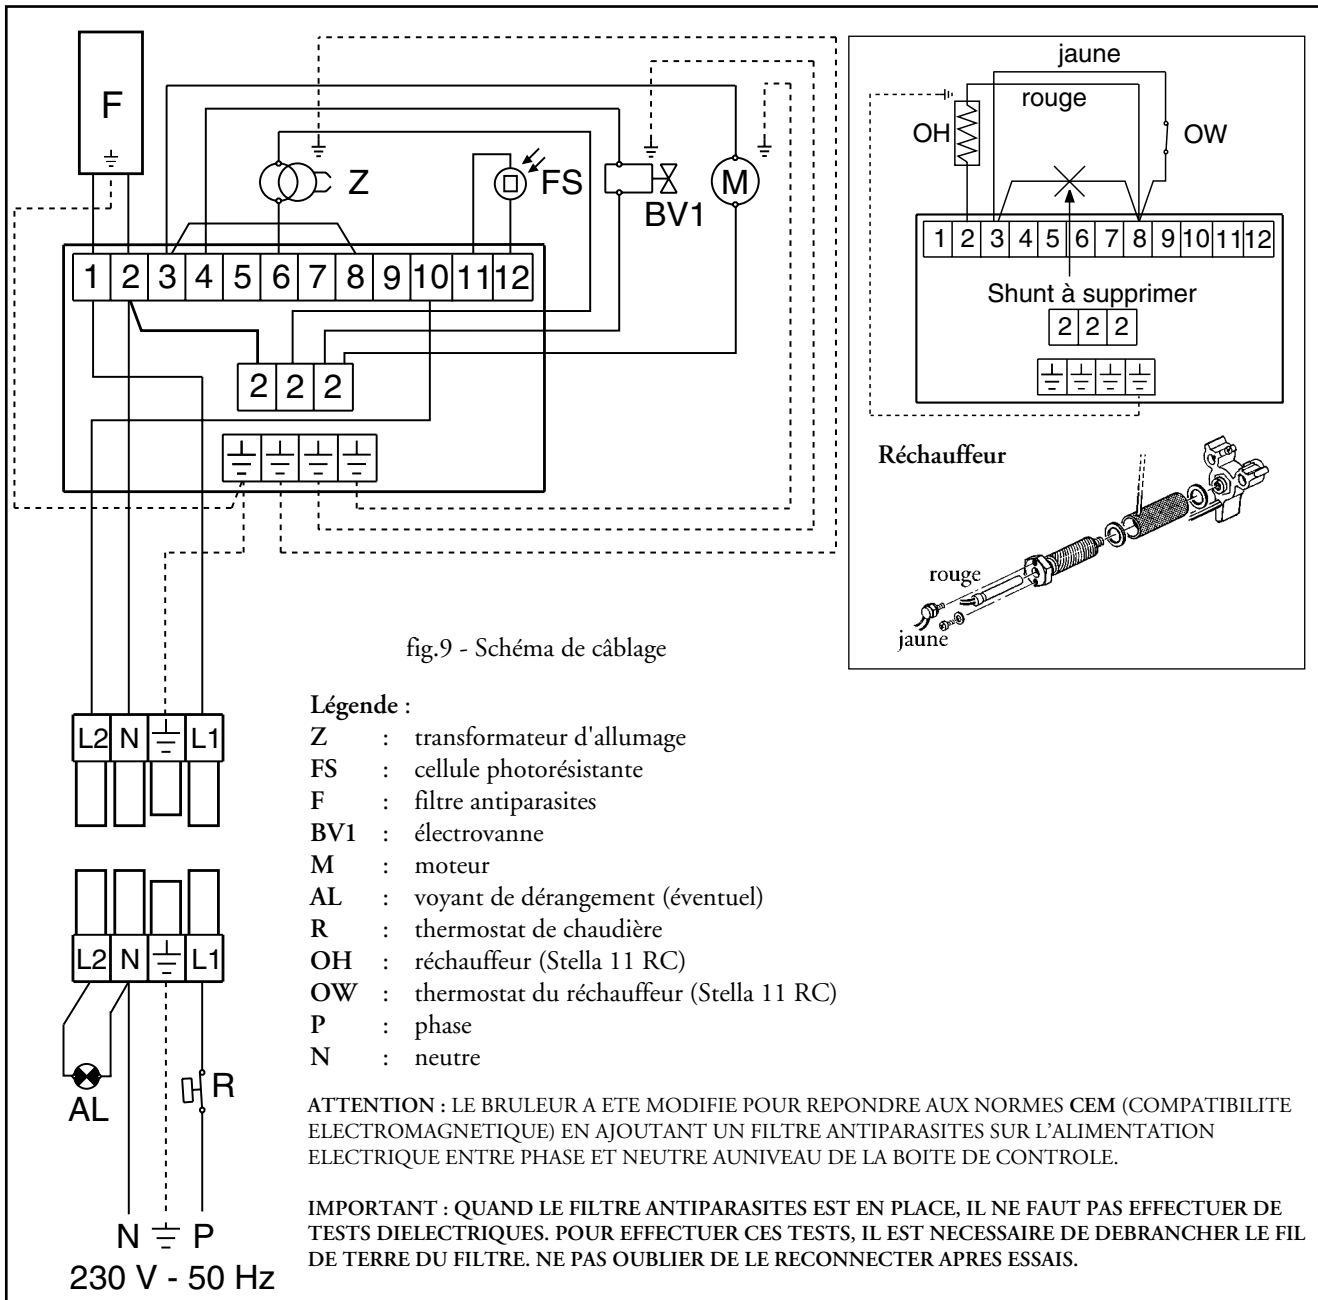 F
Z
FS
BV1
M
1 2 3 4 5 6 7 8 9 10 11 12
2 2 2
jaune
rouge
OH
OW
1 2 3 4 5 6 7 8 9 10 11 12
Shunt à supprimer
2 2 2
Réchauffeur
rouge
jaune
fig.9 - Schéma de câblage
L2 N L1
L2 N L1
AL
R
N P
230 V - 50 Hz
Légende :
Z : transformateur d'allumage
FS : cellule photorésistante
F : filtre antiparasites
BV1 : électrovanne
M : moteur
AL : voyant de dérangement (éventuel)
R : thermostat de chaudière
OH : réchauffeur (Stella 11 RC)
OW : thermostat du réchauffeur (Stella 11 RC)
P : phase
N : neutre
ATTENTION : LE BRULEUR A ETE MODIFIE POUR REPONDRE AUX NORMES CEM (COMPATIBILITE
ELECTROMAGNETIQUE) EN AJOUTANT UN FILTRE ANTIPARASITES SUR L'ALIMENTATION
ELECTRIQUE ENTRE PHASE ET NEUTRE AUNIVEAU DE LA BOITE DE CONTROLE.
IMPORTANT : QUAND LE FILTRE ANTIPARASITES EST EN PLACE, IL NE FAUT PAS EFFECTUER DE
TESTS DIELECTRIQUES. POUR EFFECTUER CES TESTS, IL EST NECESSAIRE DE DEBRANCHER LE FIL
DE TERRE DU FILTRE. NE PAS OUBLIER DE LE RECONNECTER APRES ESSAIS.